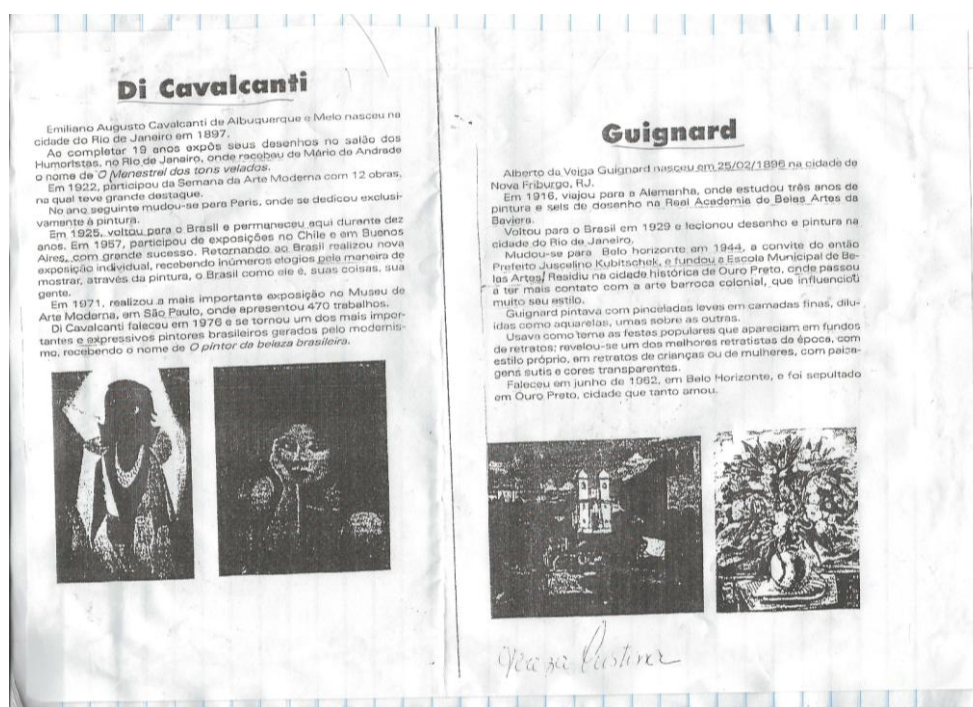 Di Cavalcanti
Emiliano Augusto Cavalcanti de Albuquerque e Melo nasceu na
cidade do Rio de Janeiro em 1897.
Ao completar 19 anos expôs seus desenhos no salão dos
Humoristas, no Rio de Janeiro, onde recebeu de Mário de Andrade
o nome de O Menestrel dos tons velados.
Em 1922, participou da Semana da Arte Moderna com 12 obras,
na qual teve grande destaque.
No ano seguinte mudou-se para Paris, onde se dedicou exclusi-
vamente à pintura.
Em 1925, voltou para o Brasil e permaneceu aqui durante dez
anos. Em 1957, participou de exposições no Chile e em Buenos
Aires, com grande sucesso. Retornando ao Brasil realizou nova
exposição individual, recebendo inúmeros elogios pela maneira de
mostrar, através da pintura, o Brasil como ele é, suas coisas, sua
gente.
Em 1971, realizou a mais importante exposição no Museu de
Arte Moderna, em São Paulo, onde apresentou 470 trabalhos.
Di Cavalcanti faleceu em 1976 e se tornou um dos mais impor-
tantes e expressivos pintores brasileiros gerados pelo modernis-
mo, recebendo o nome de O pintor da beleza brasileira.
Guignard
Alberto da Veiga Guignard nasceu em 25/02/1896 na cidade de
Nova Friburgo, RJ.
Em 1916, viajou para a Alemanha, onde estudou três anos de
pintura e seis de desenho na Real Academia de Belas Artes da
Baviera.
Voltou para o Brasil em 1929 e lecionou desenho e pintura na
cidade do Rio de Janeiro.
Mudou-se para Belo horizonte em 1944, a convite do então
Prefeito Juscelino Kubitschek, e fundou a Escola Municipal de Be-
las Artes. Residiu na cidade histórica de Ouro Preto, onde passou
a ter mais contato com a arte barroca colonial, que influenciou
muito seu estilo.
Guignard pintava com pinceladas leves em camadas finas, dilu-
idas como aquarelas, umas sobre as outras.
Usava como tema as festas populares que apareciam em fundos
de retratos; revelou-se um dos melhores retratistas da época, com
estilo próprio, em retratos de crianças ou de mulheres, com paisa-
gens sutis e cores transparentes.
Faleceu em junho de 1962, em Belo Horizonte, e foi sepultado
em Ouro Preto, cidade que tanto amou.